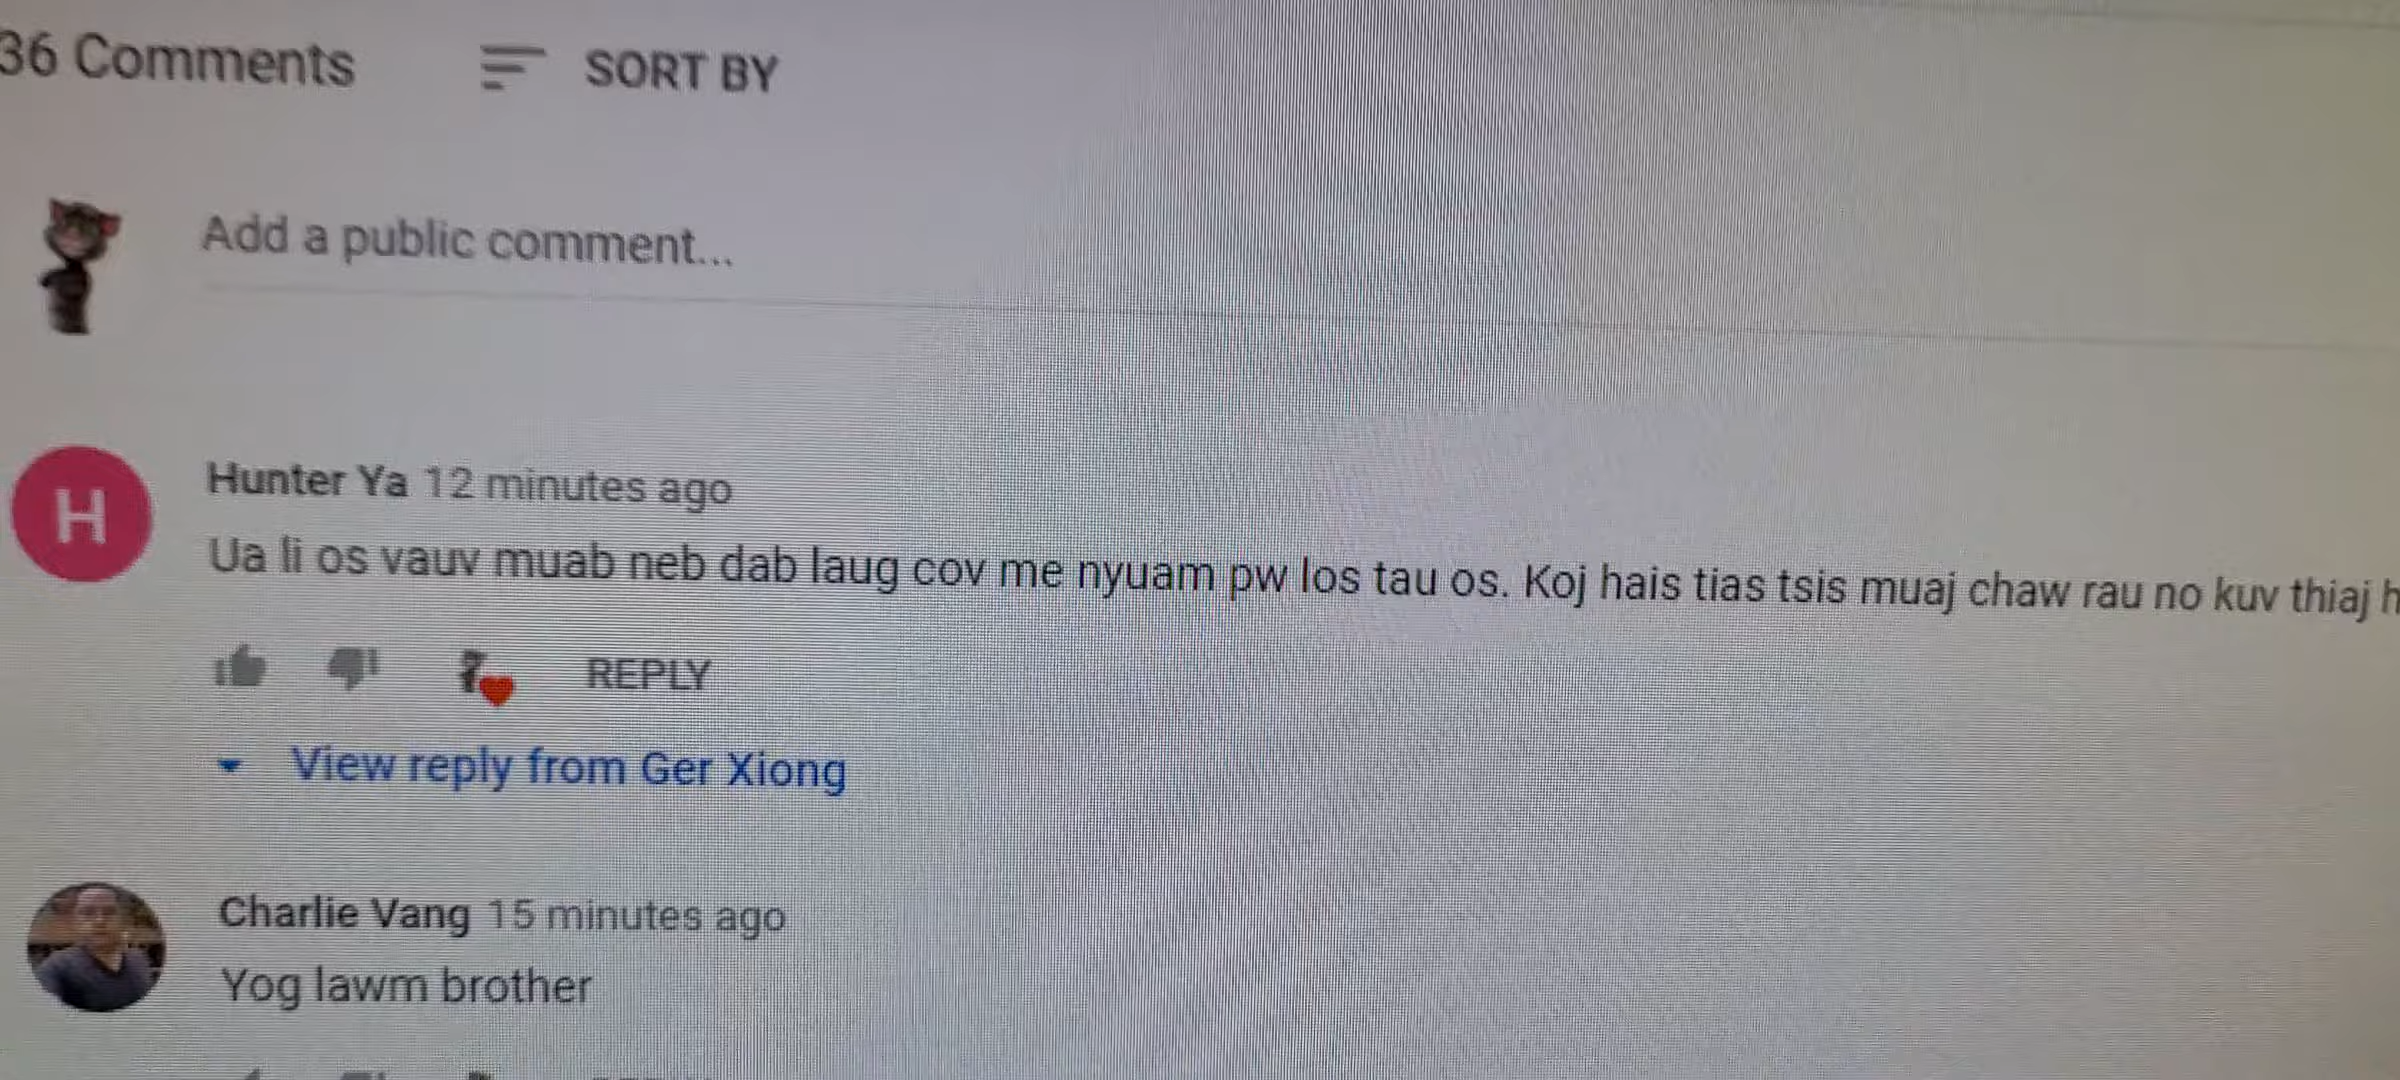 36 Comments
SORT BY
Add a public comment...
H
Hunter Ya 12 minutes ago
Ua li os vauv muab neb dab laug cov me nyuam pw los tau os. Koj hais tias tsis muaj chaw rau no kuv thiaj h
REPLY
View reply from Ger Xiong
Charlie Vang 15 minutes ago
Yog lawm brother